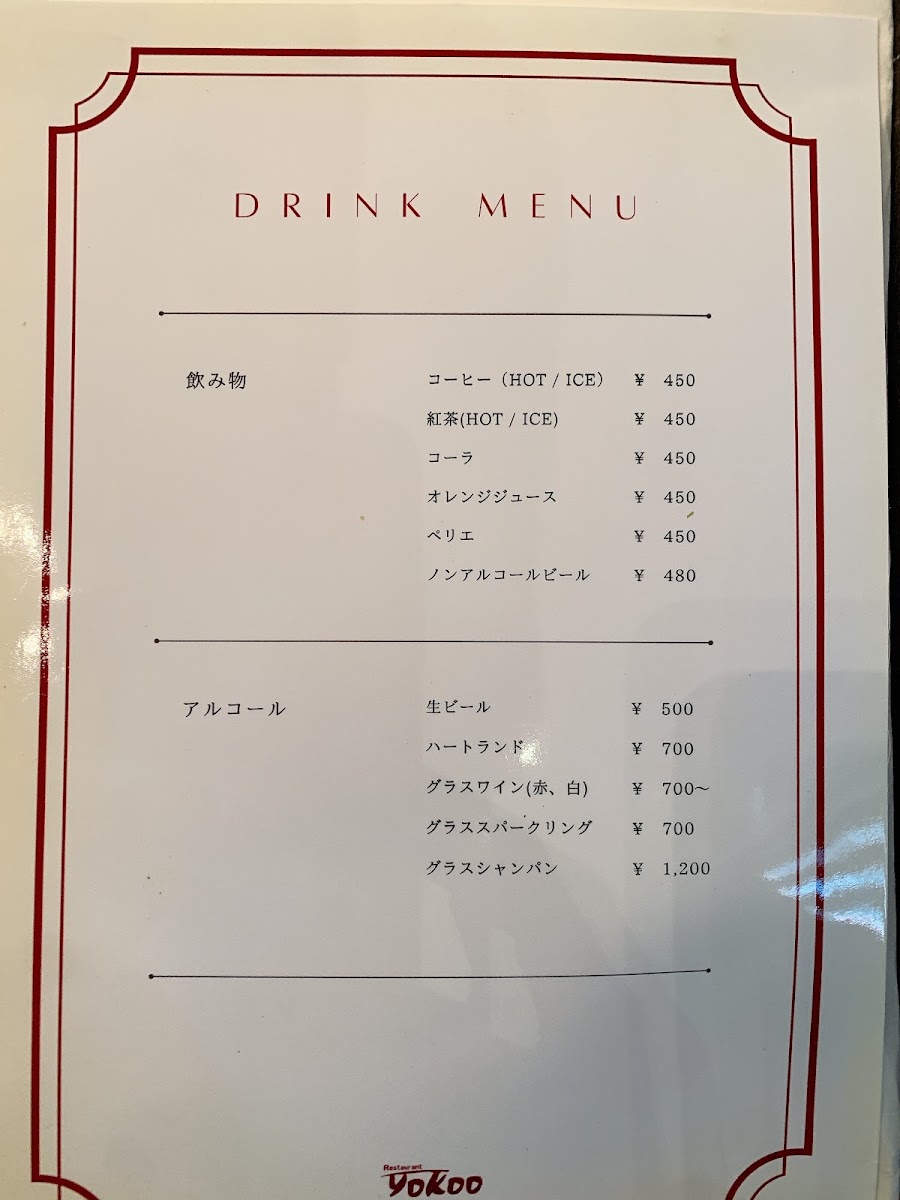 DRINK MENU
飲み物 コーヒー（HOT / ICE） ¥ 450
紅茶(HOT / ICE) ¥ 450
コーラ ¥ 450
オレンジジュース ¥ 450
ペリエ ¥ 450
ノンアルコールビール ¥ 480
アルコール 生ビール ¥ 500
ハートランド ¥ 700
グラスワイン(赤、白) ¥ 700〜
グラススパークリング ¥ 700
グラスシャンパン ¥ 1,200
Restaurant
YOKOO